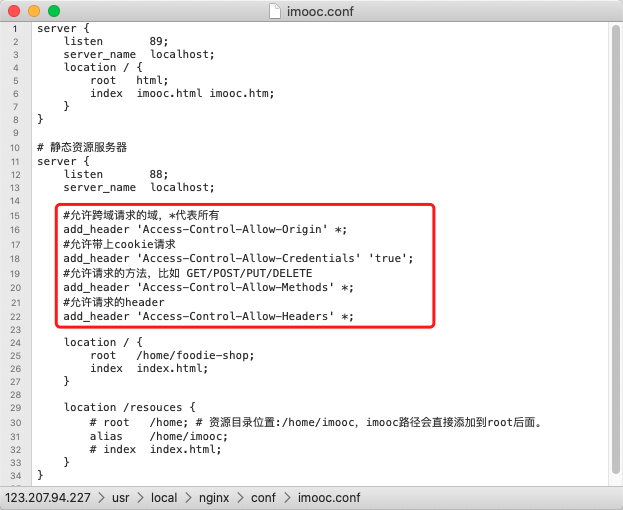 imooc.conf
1 server {
2 listen 89;
3 server_name localhost;
4 location / {
5 root html;
6 index imooc.html imooc.htm;
7 }
8 }
9
10 # 静态资源服务器
11 server {
12 listen 88;
13 server_name localhost;
14
15 #允许跨域请求的域，*代表所有
16 add_header 'Access-Control-Allow-Origin' *;
17 #允许带上cookie请求
18 add_header 'Access-Control-Allow-Credentials' 'true';
19 #允许请求的方法，比如 GET/POST/PUT/DELETE
20 add_header 'Access-Control-Allow-Methods' *;
21 #允许请求的header
22 add_header 'Access-Control-Allow-Headers' *;
23
24 location / {
25 root /home/foodie-shop;
26 index index.html;
27 }
28
29 location /resouces {
30 # root /home; # 资源目录位置:/home/imooc，imooc路径会直接添加到root后面。
31 alias /home/imooc;
32 # index index.html;
33 }
34 }
123.207.94.227 > usr > local > nginx > conf > imooc.conf